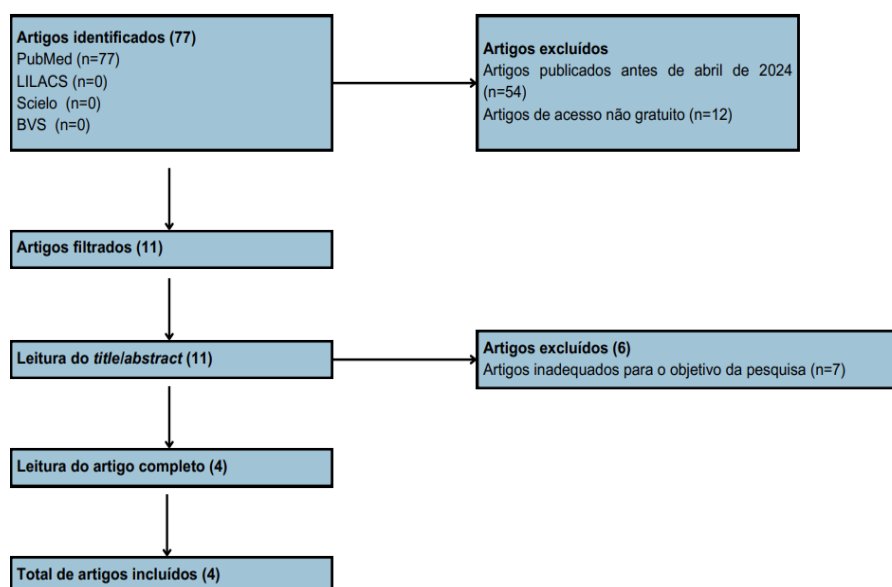 Artigos identificados (77)
PubMed (n=77)
LILACS (n=0)
Scielo (n=0)
BVS (n=0)
Artigos excluídos
Artigos publicados antes de abril de 2024
(n=54)
Artigos de acesso não gratuito (n=12)
Artigos filtrados (11)
Leitura do title/abstract (11)
Artigos excluídos (6)
Artigos inadequados para o objetivo da pesquisa (n=7)
Leitura do artigo completo (4)
Total de artigos incluídos (4)